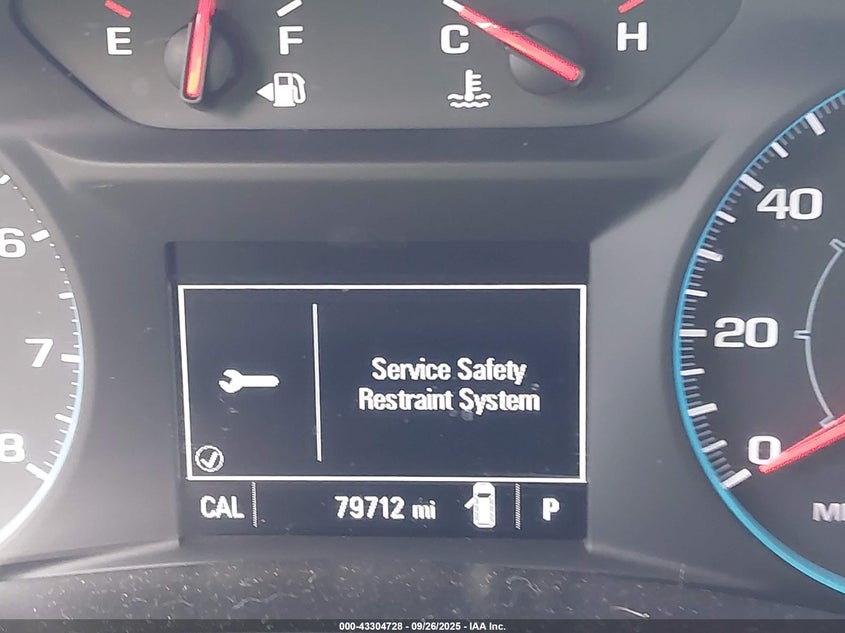 E F C H
40
6
20
7
Service Safety
Restraint System
0
8
CAL 79712 mi P
000-43304728 - 09/26/2025 - IAA Inc.